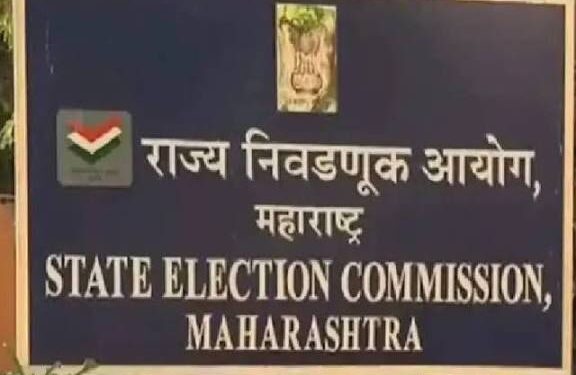 राज्य निवडणूक आयोग,
महाराष्ट्र
STATE ELECTION COMMISSION,
MAHARASHTRA